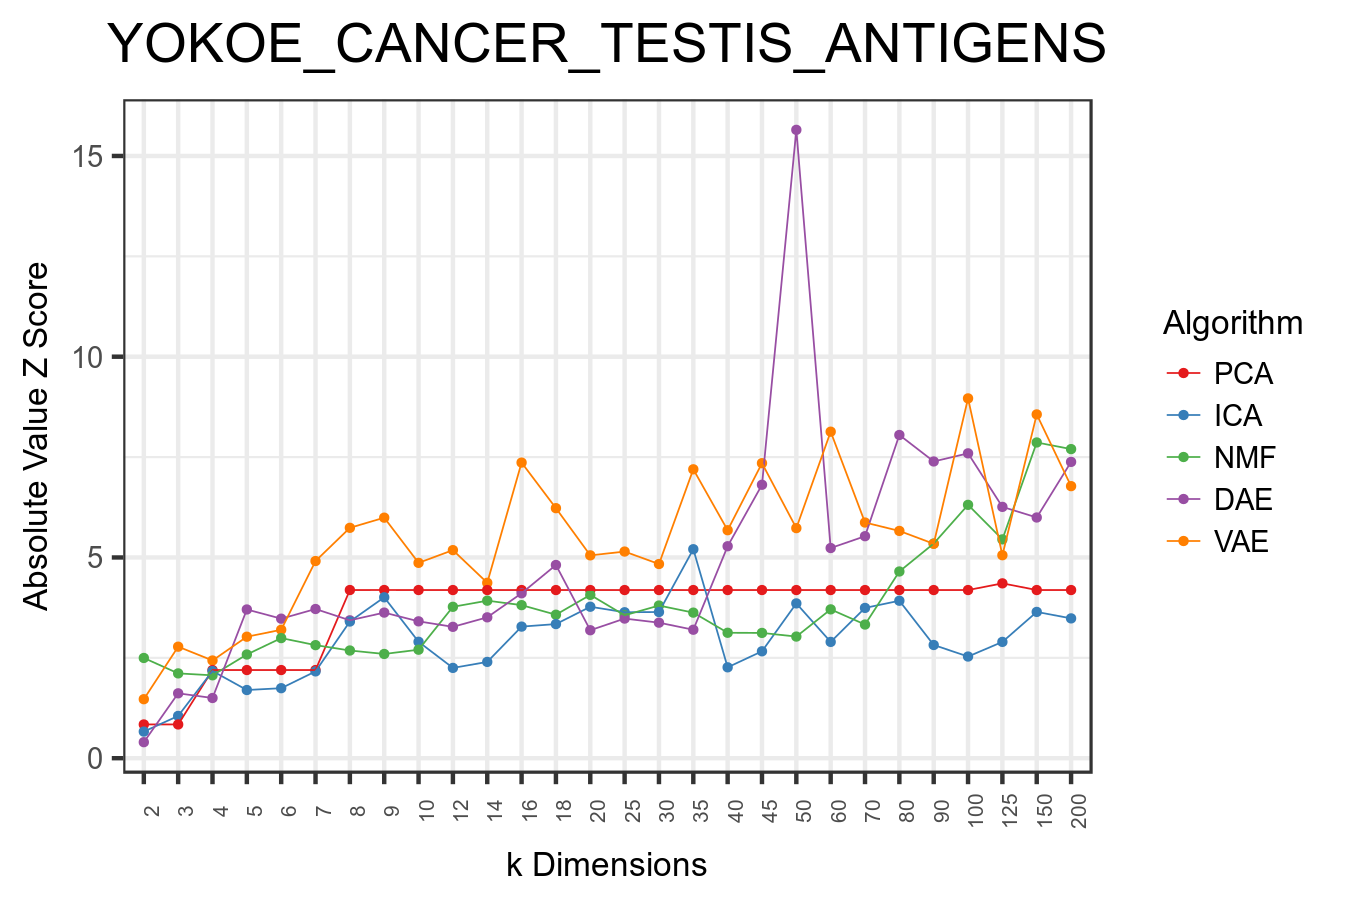 YOKOE_CANCER_TESTIS_ANTIGENS
Absolute Value Z Score
15
10
5
0
2 3 4 5 6 7 8 9 10 12 14 16 18 20 25 30 35 40 45 50 60 70 80 90 100 125 150 200
k Dimensions
Algorithm
PCA
ICA
NMF
DAE
VAE